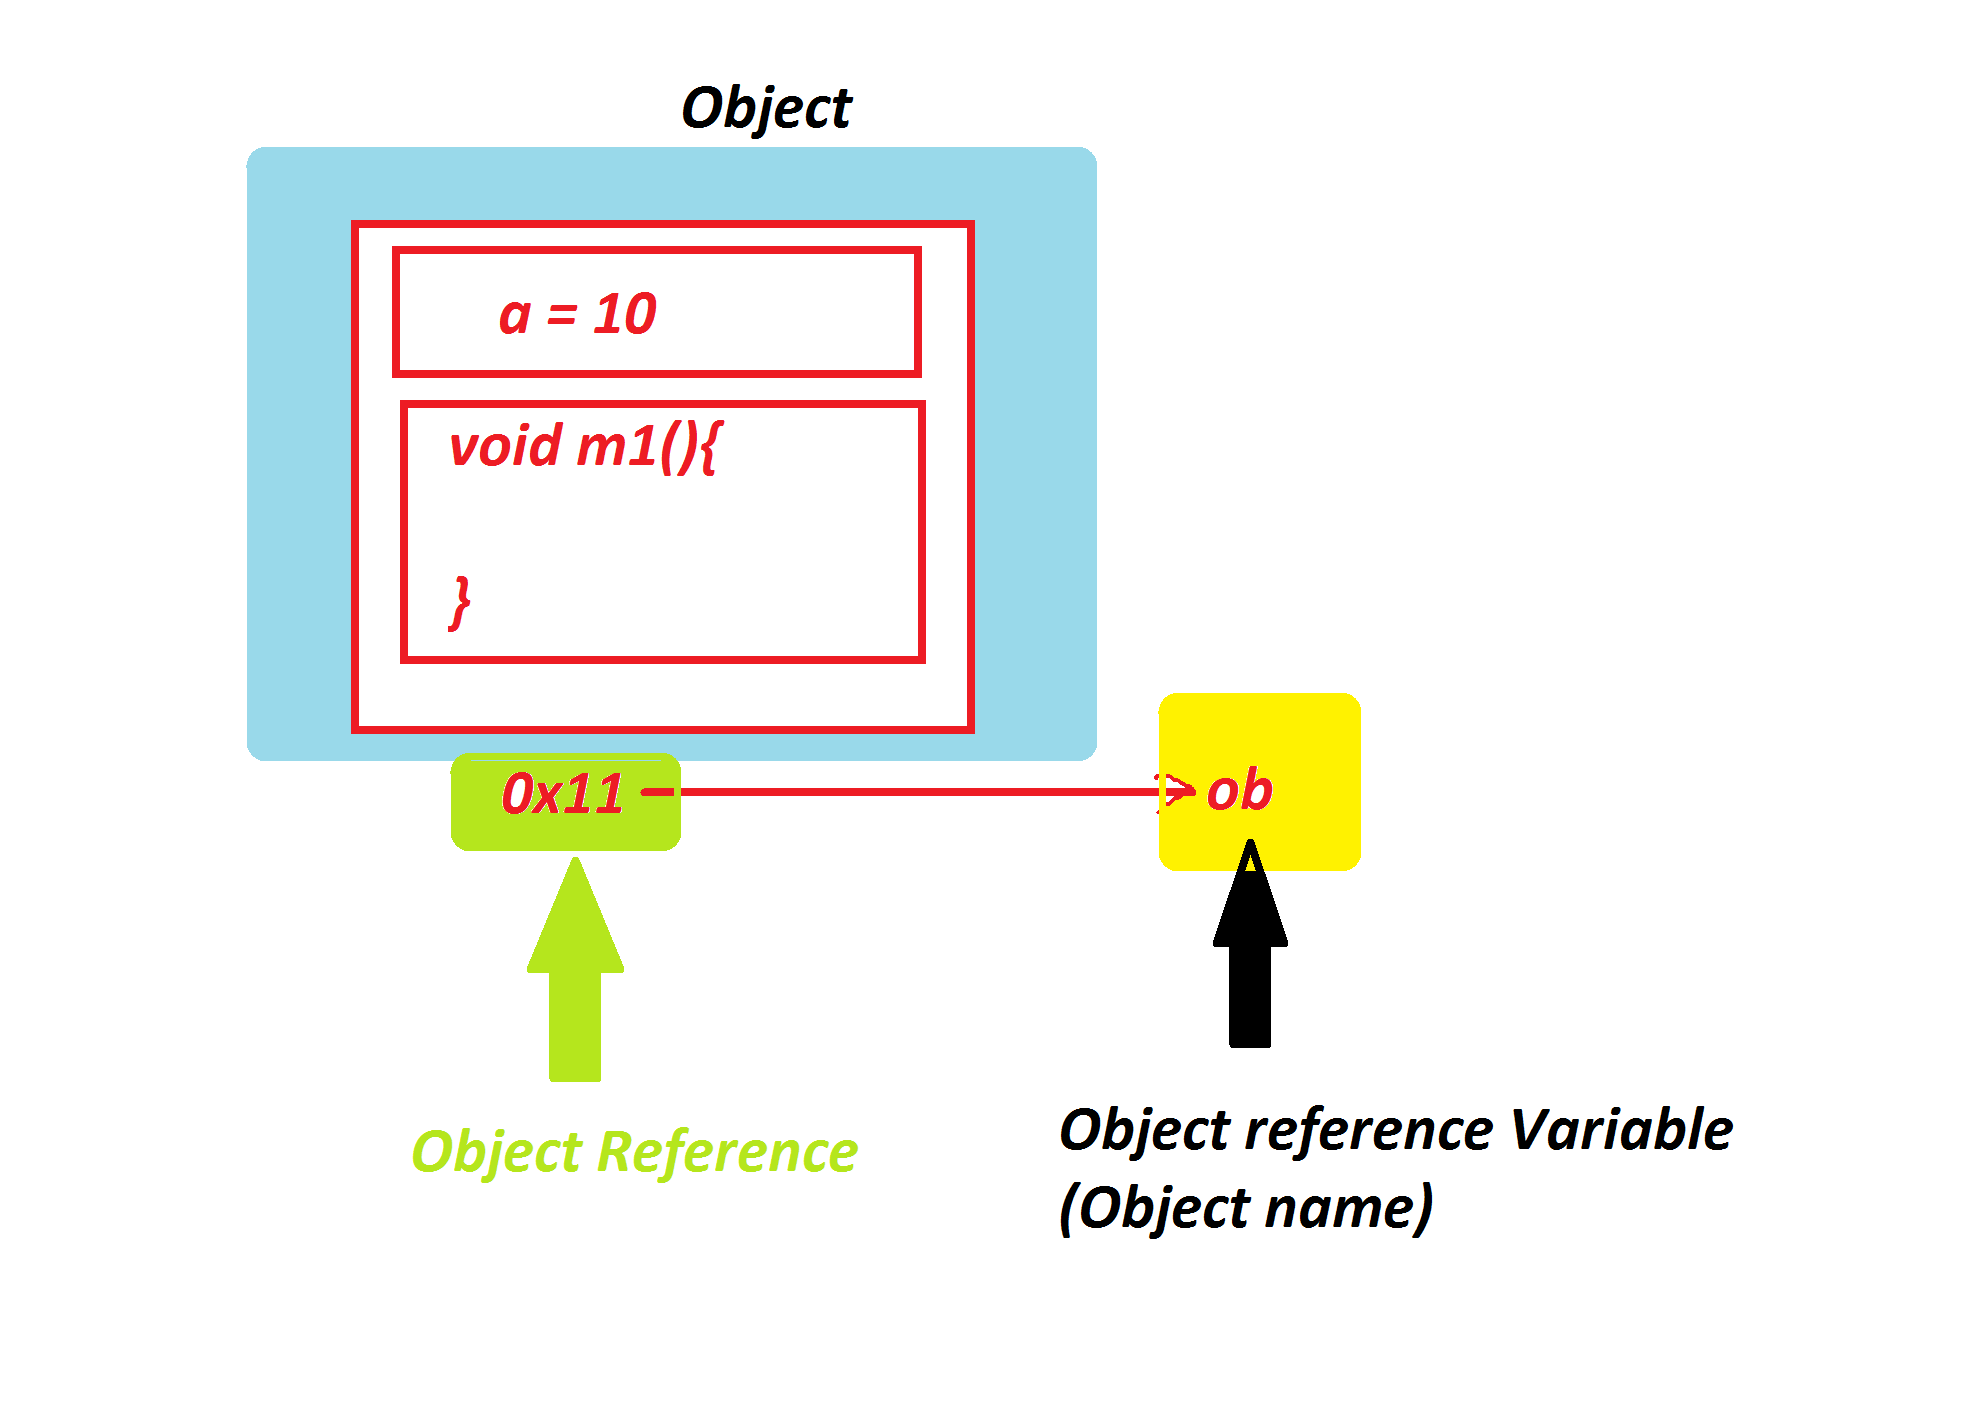 Object
a = 10
void m1(){
}
0x11
ob
Object Reference
Object reference Variable
(Object name)